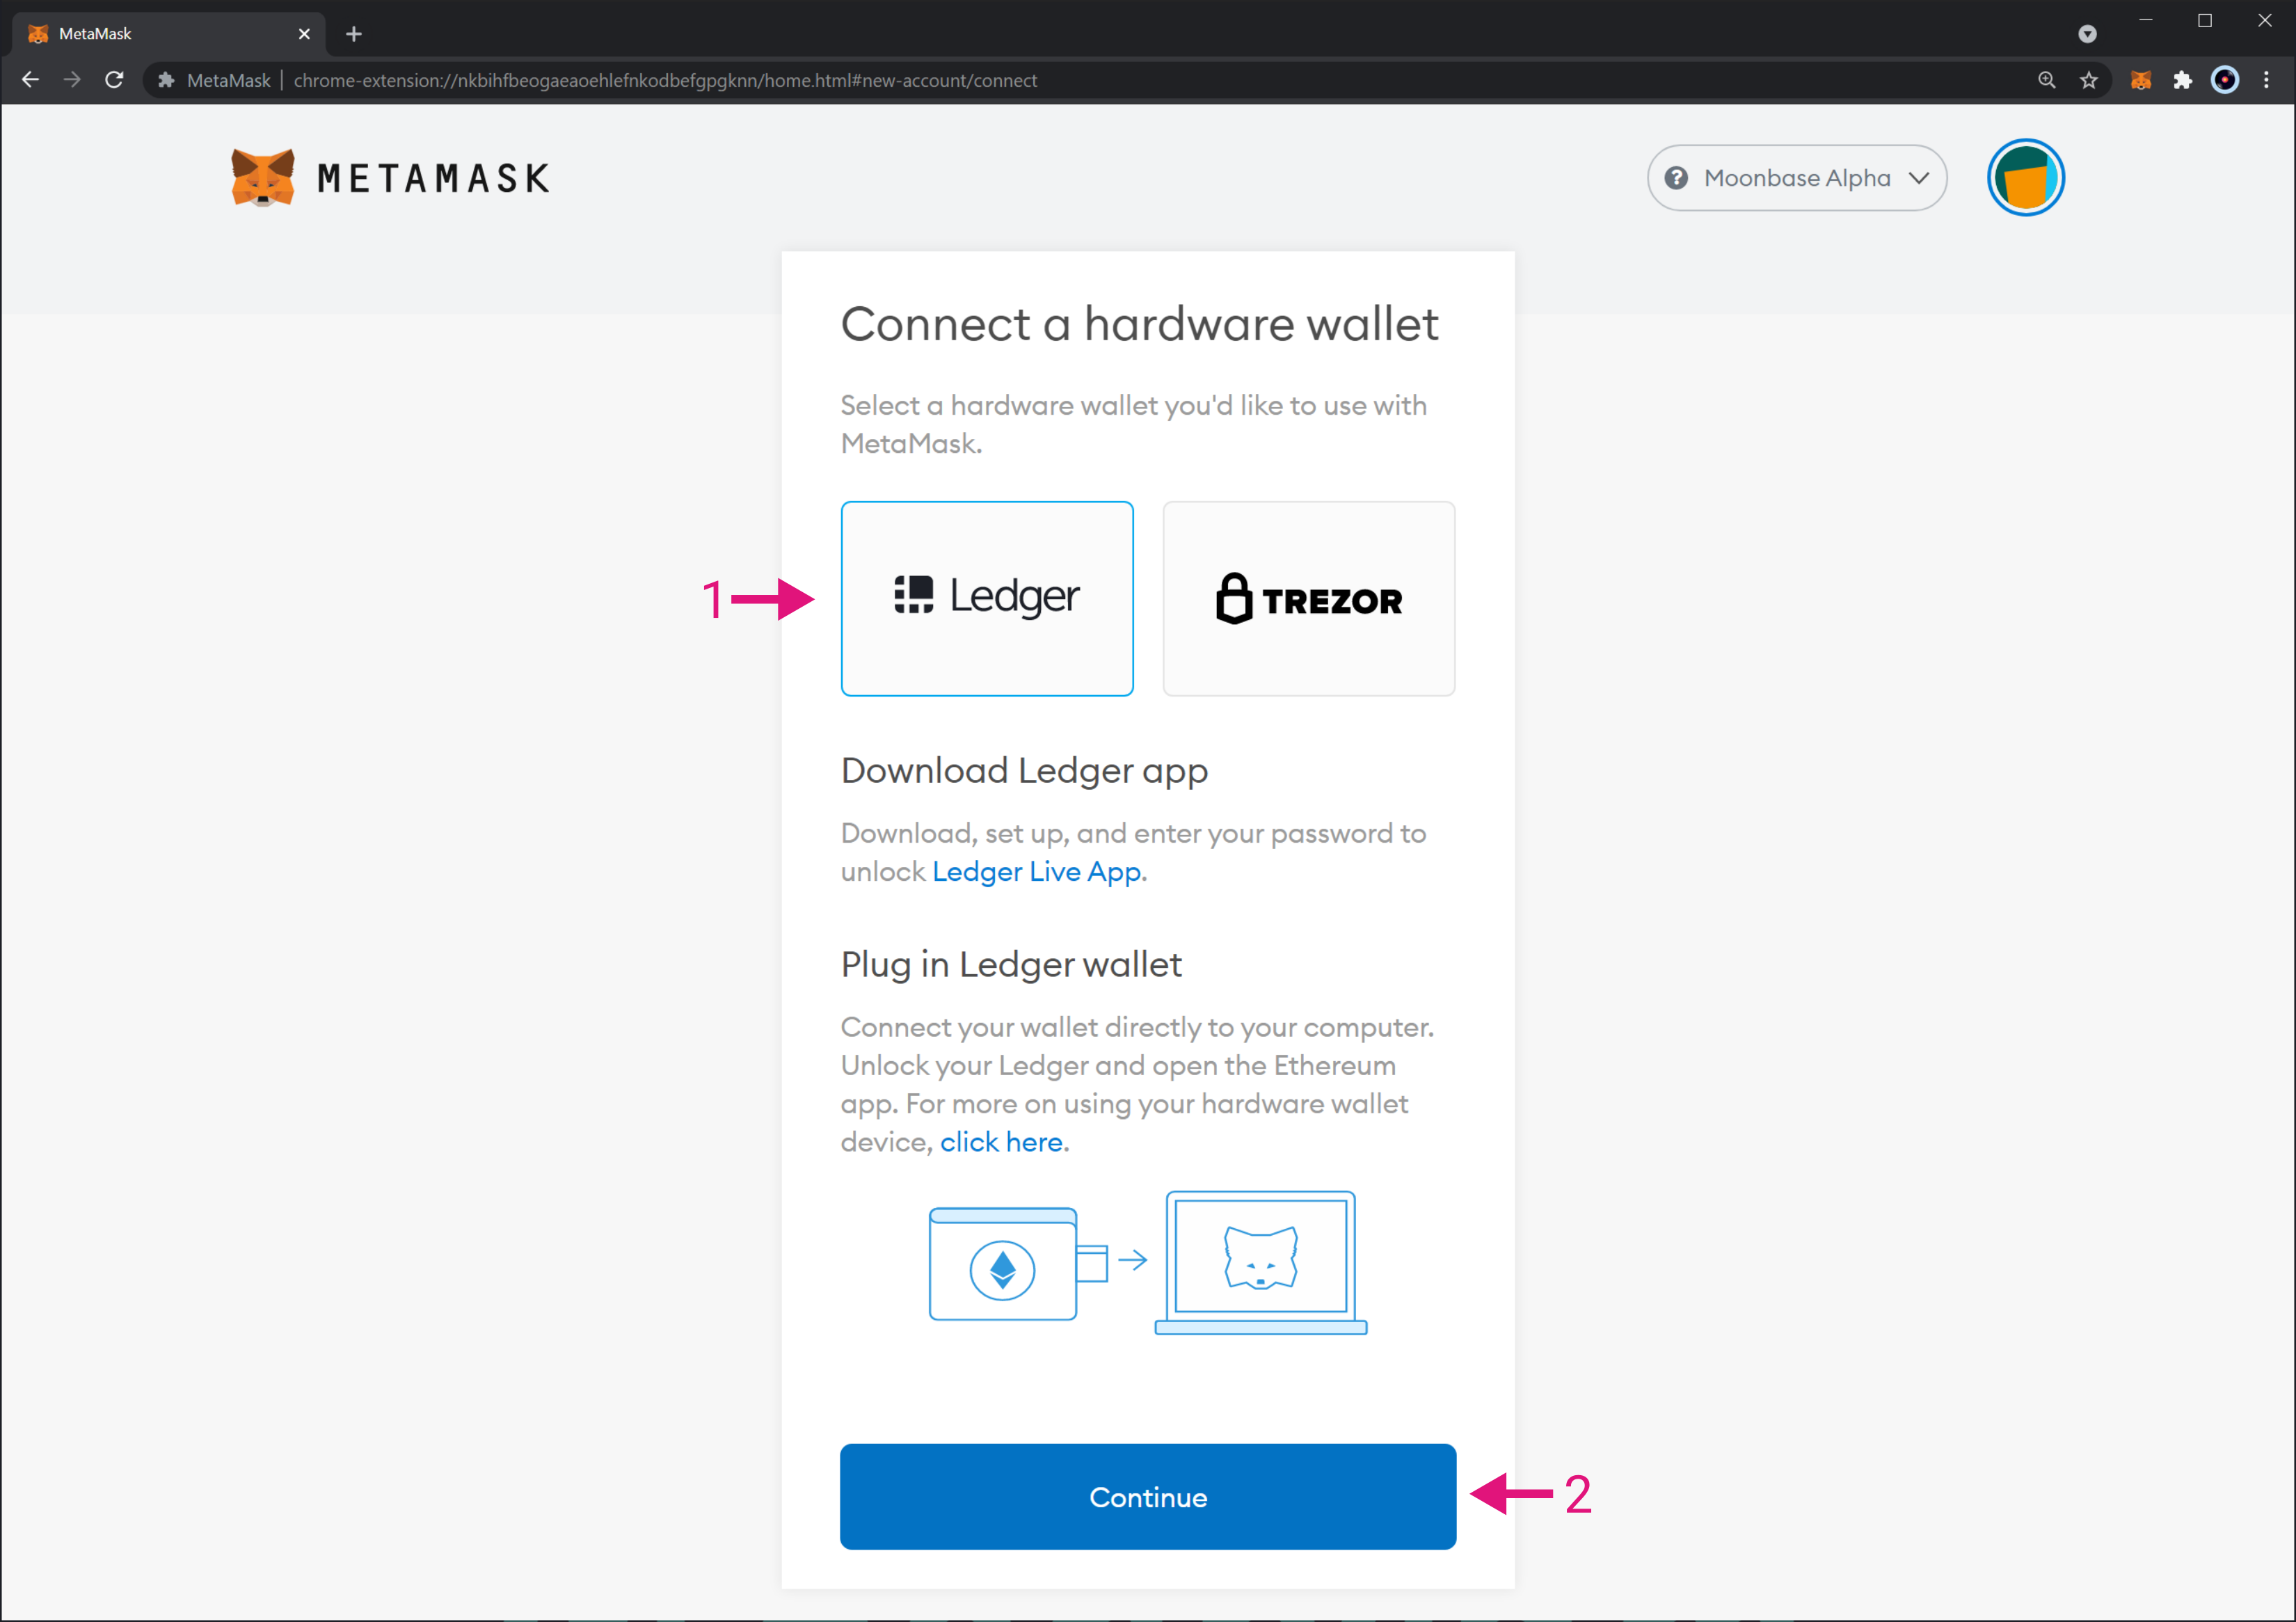 MetaMask
MetaMask | chrome-extension://nkbihfbeogaeaoehlefnkodbefgpgknn/home.html#new-account/connect
METAMASK
? Moonbase Alpha
Connect a hardware wallet
Select a hardware wallet you'd like to use with
MetaMask.
1
Ledger
TREZOR
Download Ledger app
Download, set up, and enter your password to
unlock Ledger Live App.
Plug in Ledger wallet
Connect your wallet directly to your computer.
Unlock your Ledger and open the Ethereum
app. For more on using your hardware wallet
device, click here.
Continue
2